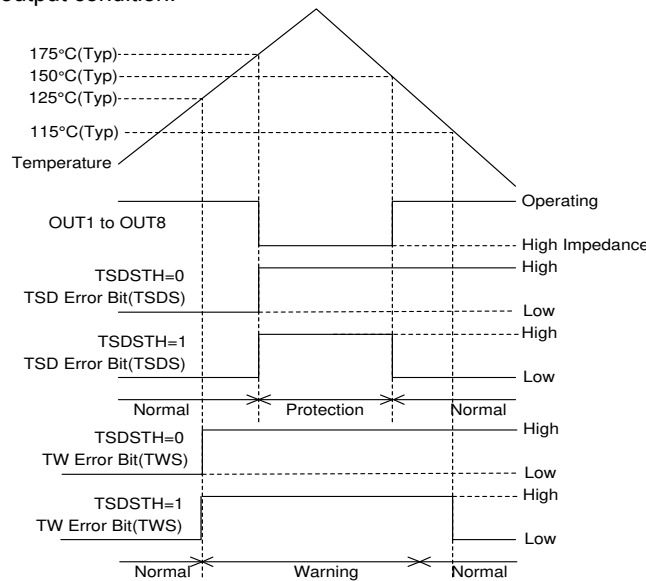 output condition.
175°C(Typ)
150°C(Typ)
125°C(Typ)
115°C(Typ)
Temperature
Operating
OUT1 to OUT8
High Impedance
TSDSTH=0
High
TSD Error Bit(TSDS)
Low
TSDSTH=1
High
TSD Error Bit(TSDS)
Low
Normal Protection Normal
TSDSTH=0
High
TW Error Bit(TWS)
Low
TSDSTH=1
High
TW Error Bit(TWS)
Low
Normal Warning Normal